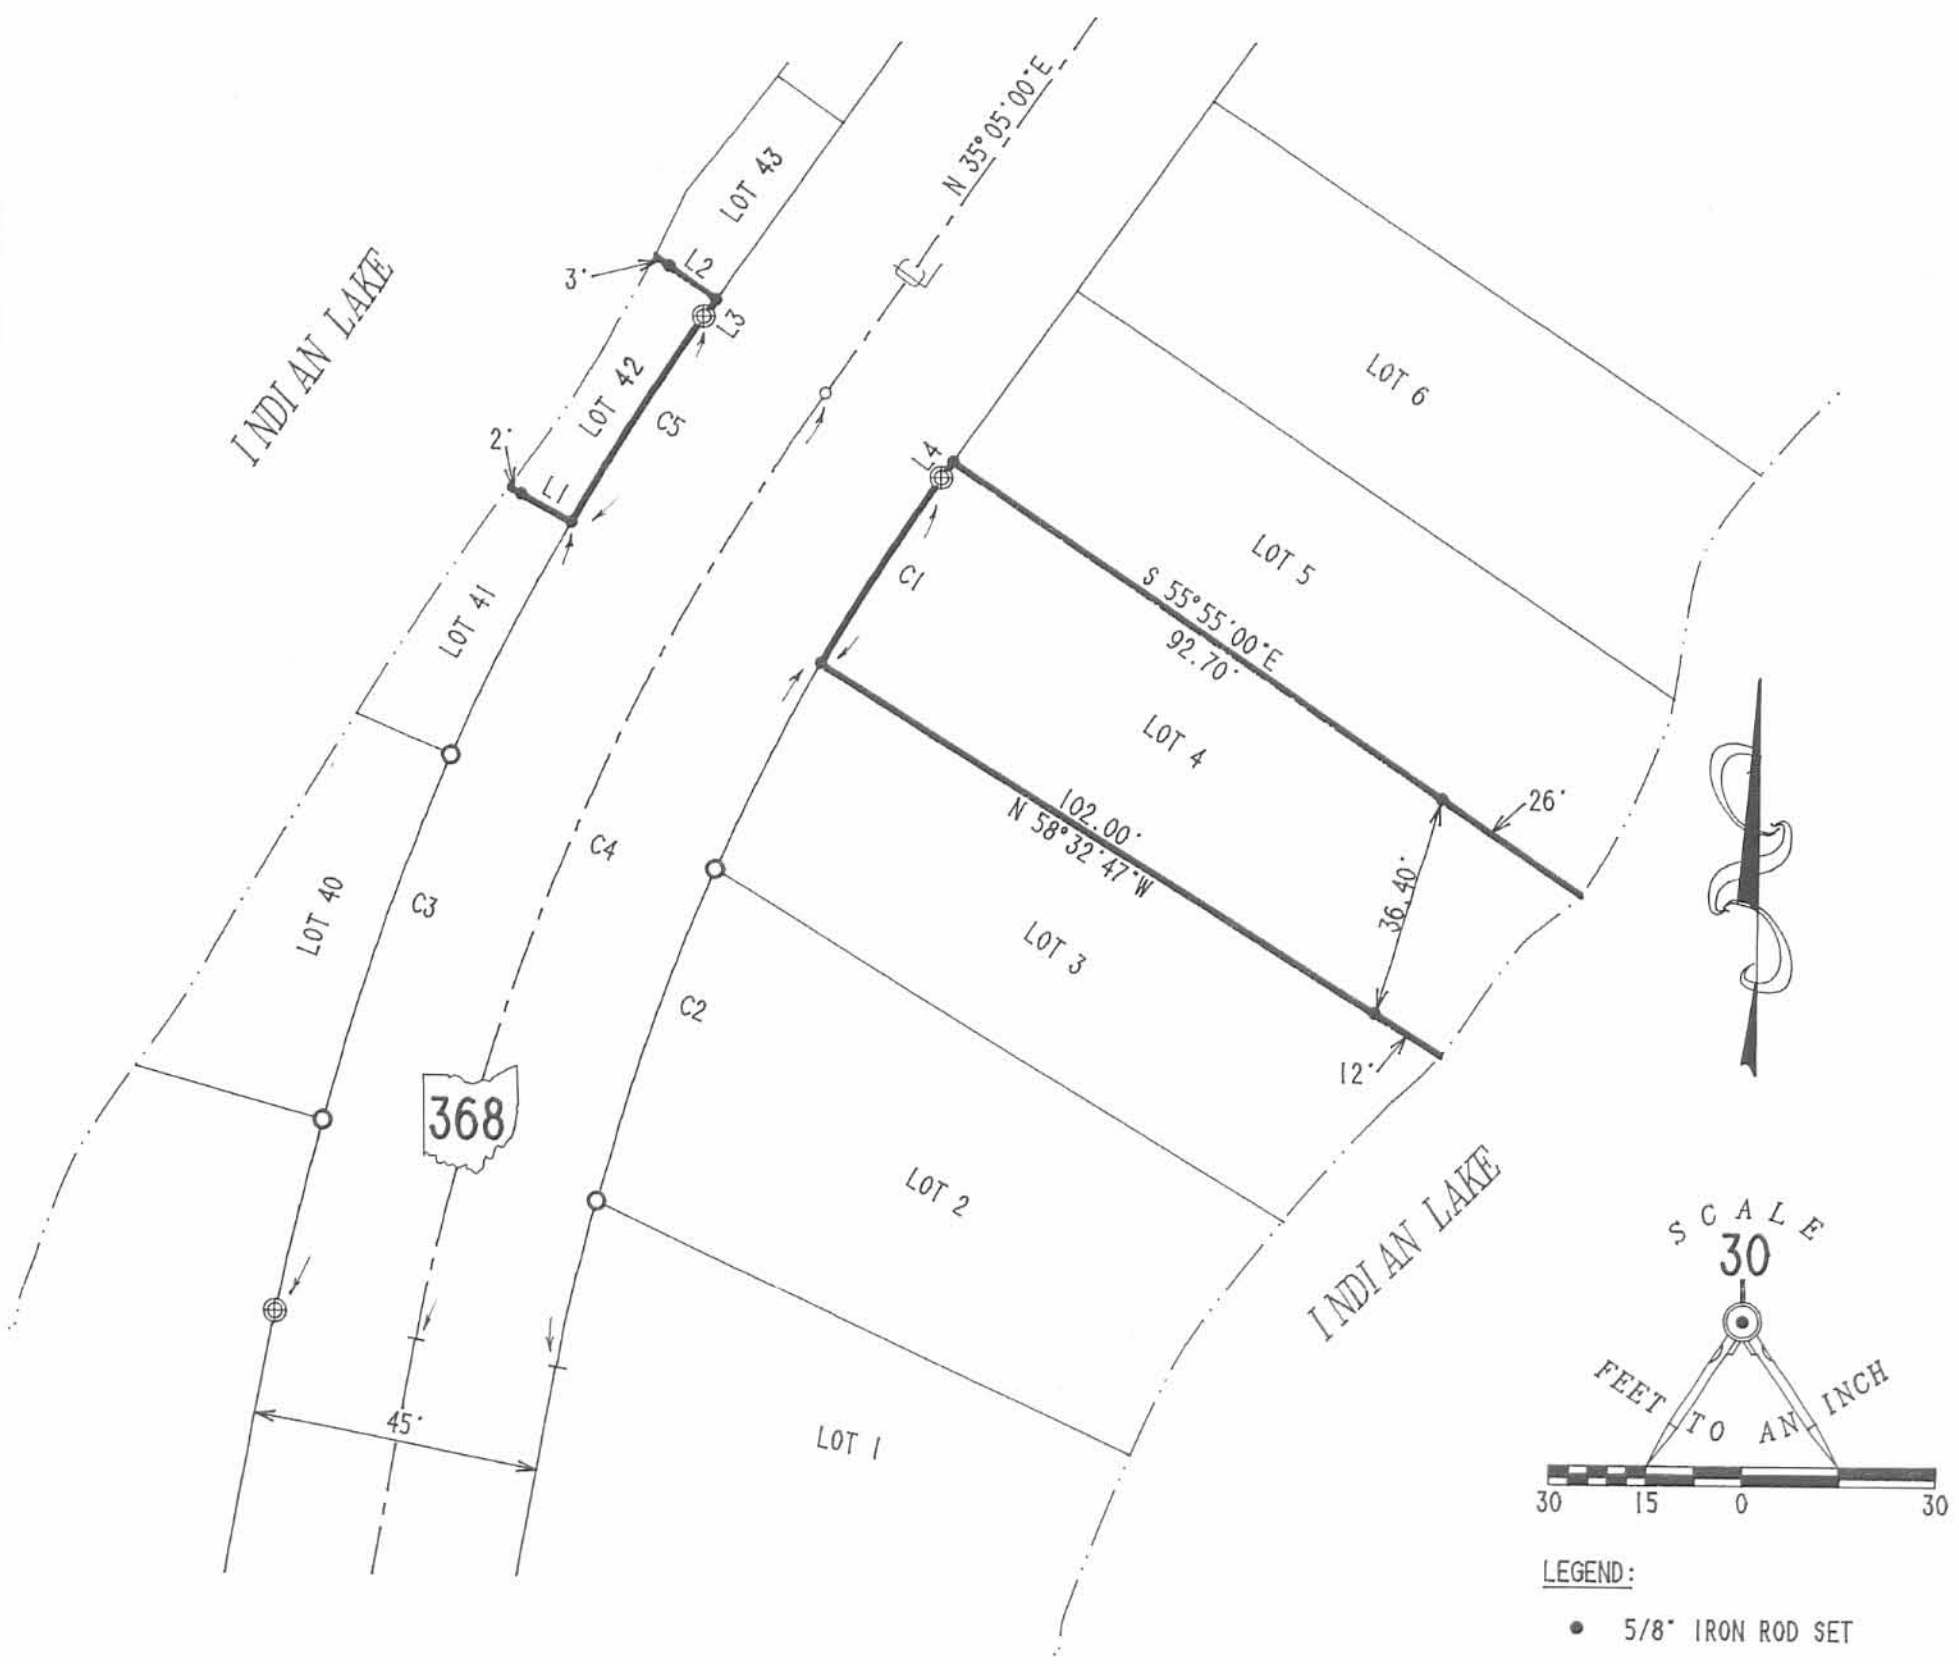 N 35°05'00"E
LOT 43
INDIAN LAKE
3'
L2
L3
LOT 42
C5
2'
L1
LOT 6
L4
LOT 5
C1
S 55°55'00"E
92.70'
LOT 41
LOT 4
26'
102.00'
N 58°32'47"W
36.40'
C4
LOT 40
C3
LOT 3
C2
12'
368
LOT 2
INDIAN LAKE
45'
LOT 1
SCALE
30
FEET TO AN INCH
30 15 0 30
LEGEND:
5/8" IRON ROD SET